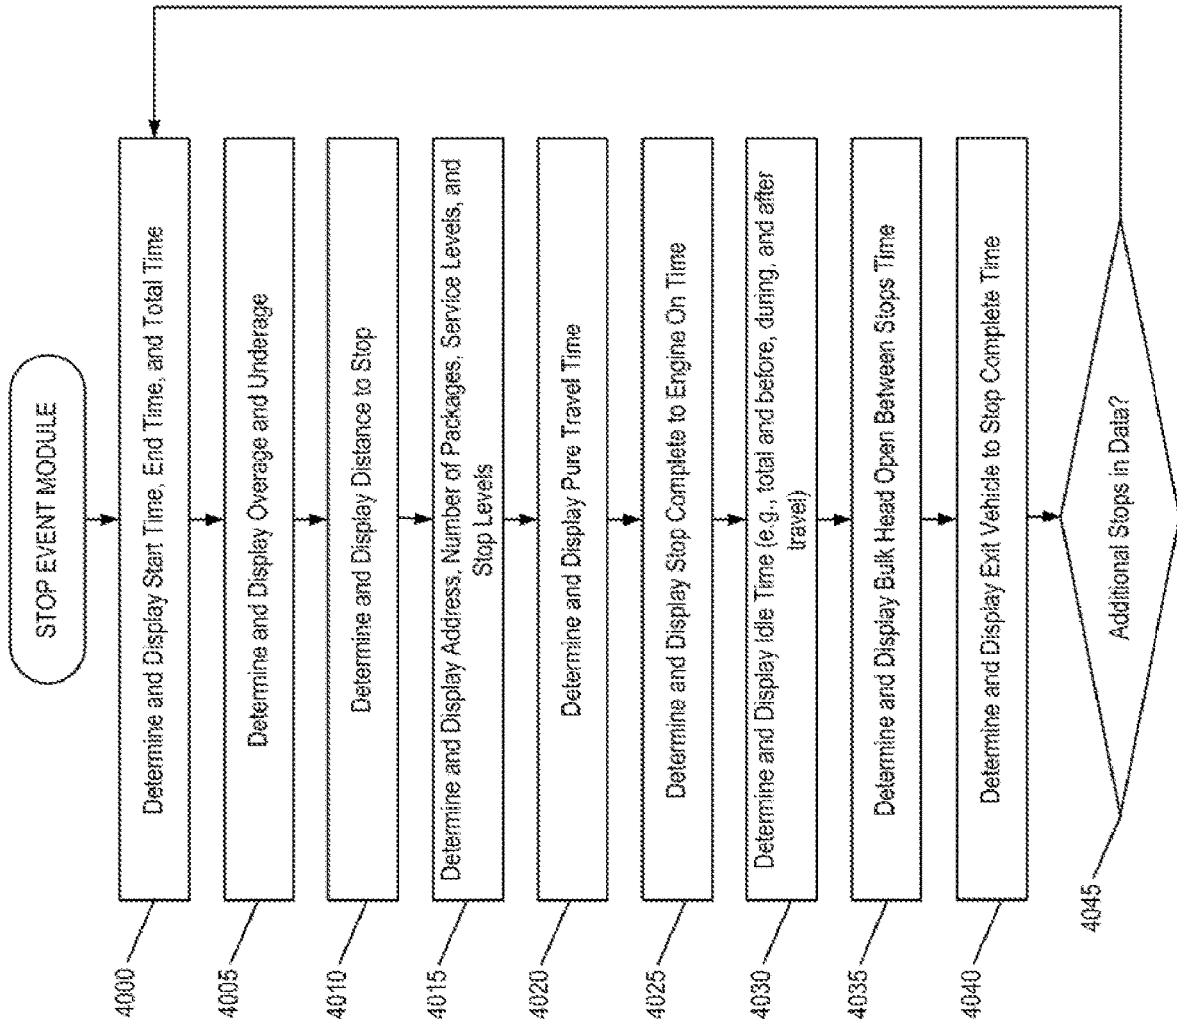 STOP EVENT MODULE
4000
Determine and Display Start Time, End Time, and Total Time
4005
Determine and Display Overage and Underage
4010
Determine and Display Distance to Stop
4015
Determine and Display Address, Number of Packages, Service Levels, and
Stop Levels
4020
Determine and Display Pure Travel Time
4025
Determine and Display Stop Complete to Engine On Time
4030
Determine and Display Idle Time (e.g., total and before, during, and after
travel)
4035
Determine and Display Bulk Head Open Between Stops Time
4040
Determine and Display Exit Vehicle to Stop Complete Time
4045
Additional Stops in Data?